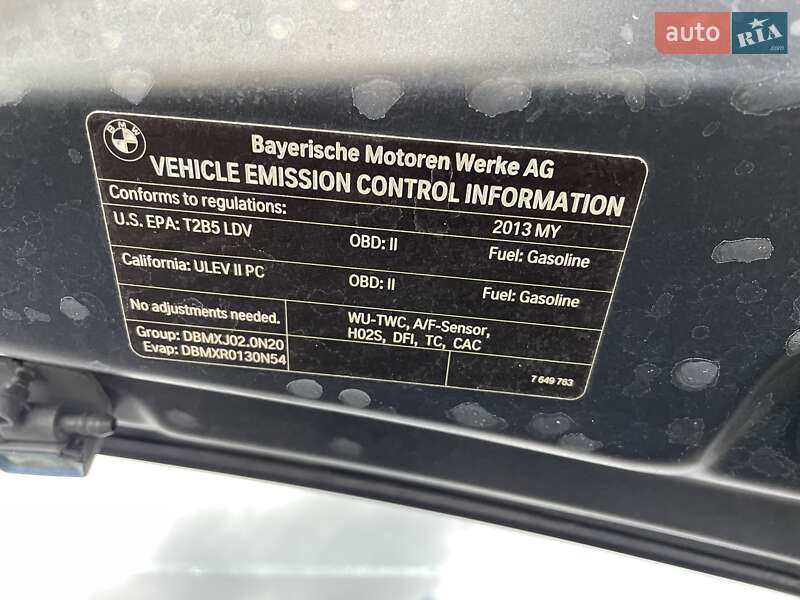 auto RIA
BMW
Bayerische Motoren Werke AG
VEHICLE EMISSION CONTROL INFORMATION
Conforms to regulations: 2013 MY
U.S. EPA: T2B5 LDV OBD: II Fuel: Gasoline
California: ULEV II PC OBD: II Fuel: Gasoline
No adjustments needed. WU-TWC, A/F-Sensor,
H02S, DFI, TC, CAC
Group: DBMXJ02.0N20
Evap: DBMXR0130N54
7 649 763